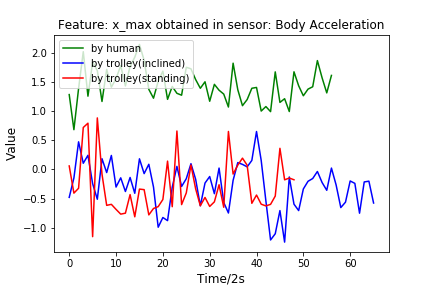 Feature: x_max obtained in sensor: Body Acceleration
by human
by trolley(inclined)
by trolley(standing)
2.0
1.5
1.0
0.5
0.0
−0.5
−1.0
Value
0 10 20 30 40 50 60
Time/2s